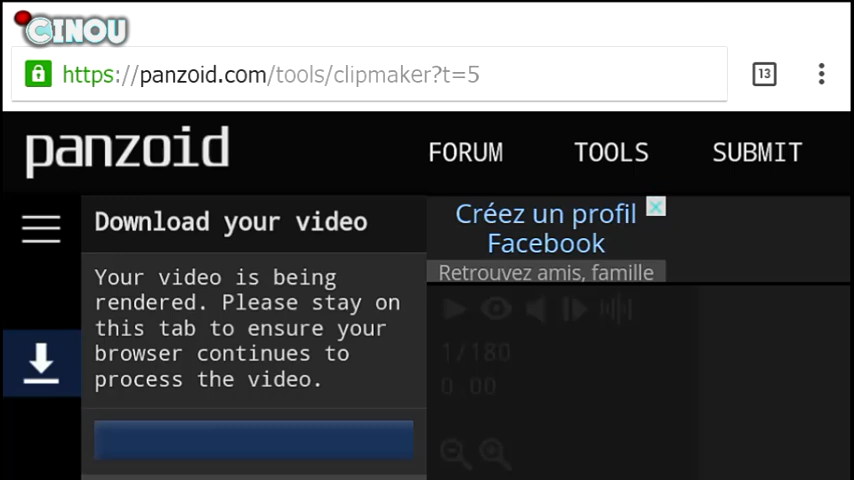 CINOU
https://panzoid.com/tools/clipmaker?t=5
13
panzoid
FORUM
TOOLS
SUBMIT
Download your video
Créez un profil
Facebook
Retrouvez amis, famille
Your video is being
rendered. Please stay on
this tab to ensure your
browser continues to
process the video.
1/180
0 00